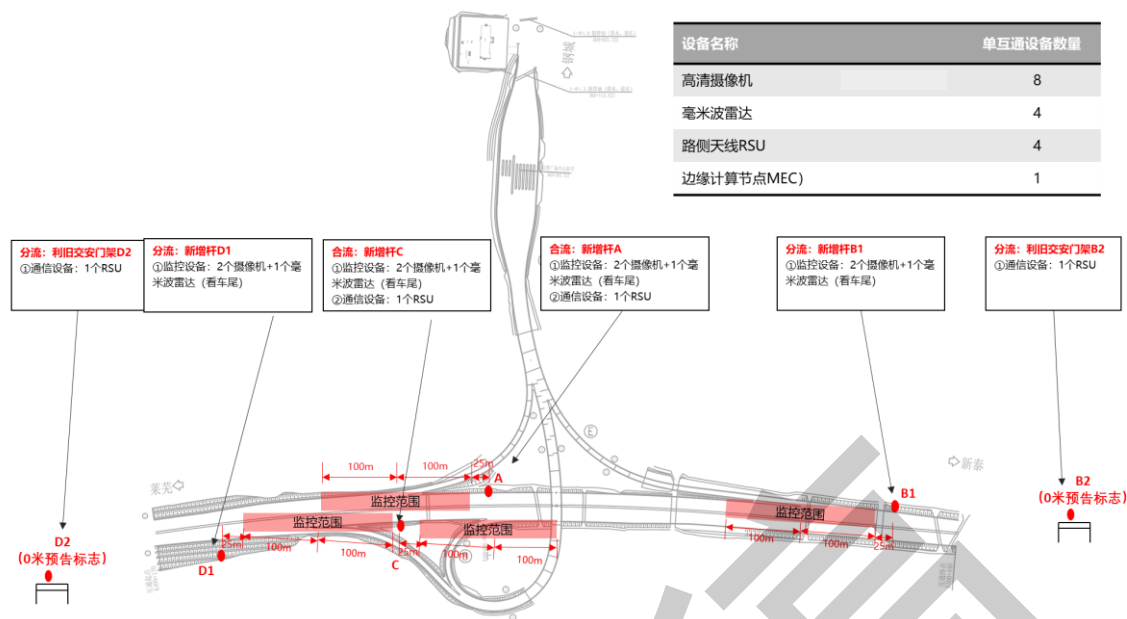 钢城
设备名称 单互通设备数量
高清摄像机 8
毫米波雷达 4
路侧天线RSU 4
边缘计算节点MEC） 1
分流：利旧交安门架D2
①通信设备：1个RSU
分流：新增杆D1
①监控设备：2个摄像机+1个毫
米波雷达（看车尾）
合流：新增杆C
①监控设备：2个摄像机+1个毫
米波雷达（看车尾）
②通信设备：1个RSU
合流：新增杆A
①监控设备：2个摄像机+1个毫
米波雷达（看车尾）
②通信设备：1个RSU
分流：新增杆B1
①监控设备：2个摄像机+1个毫
米波雷达（看车尾）
分流：利旧交安门架B2
①通信设备：1个RSU
E
100m 100m 25m
A
莱芜
新泰
监控范围
监控范围
监控范围
监控范围
B1
B2
(0米预告标志)
D2
(0米预告标志)
D1
25m 100m 100m
C
25m 100m 100m
100m 100m 25m